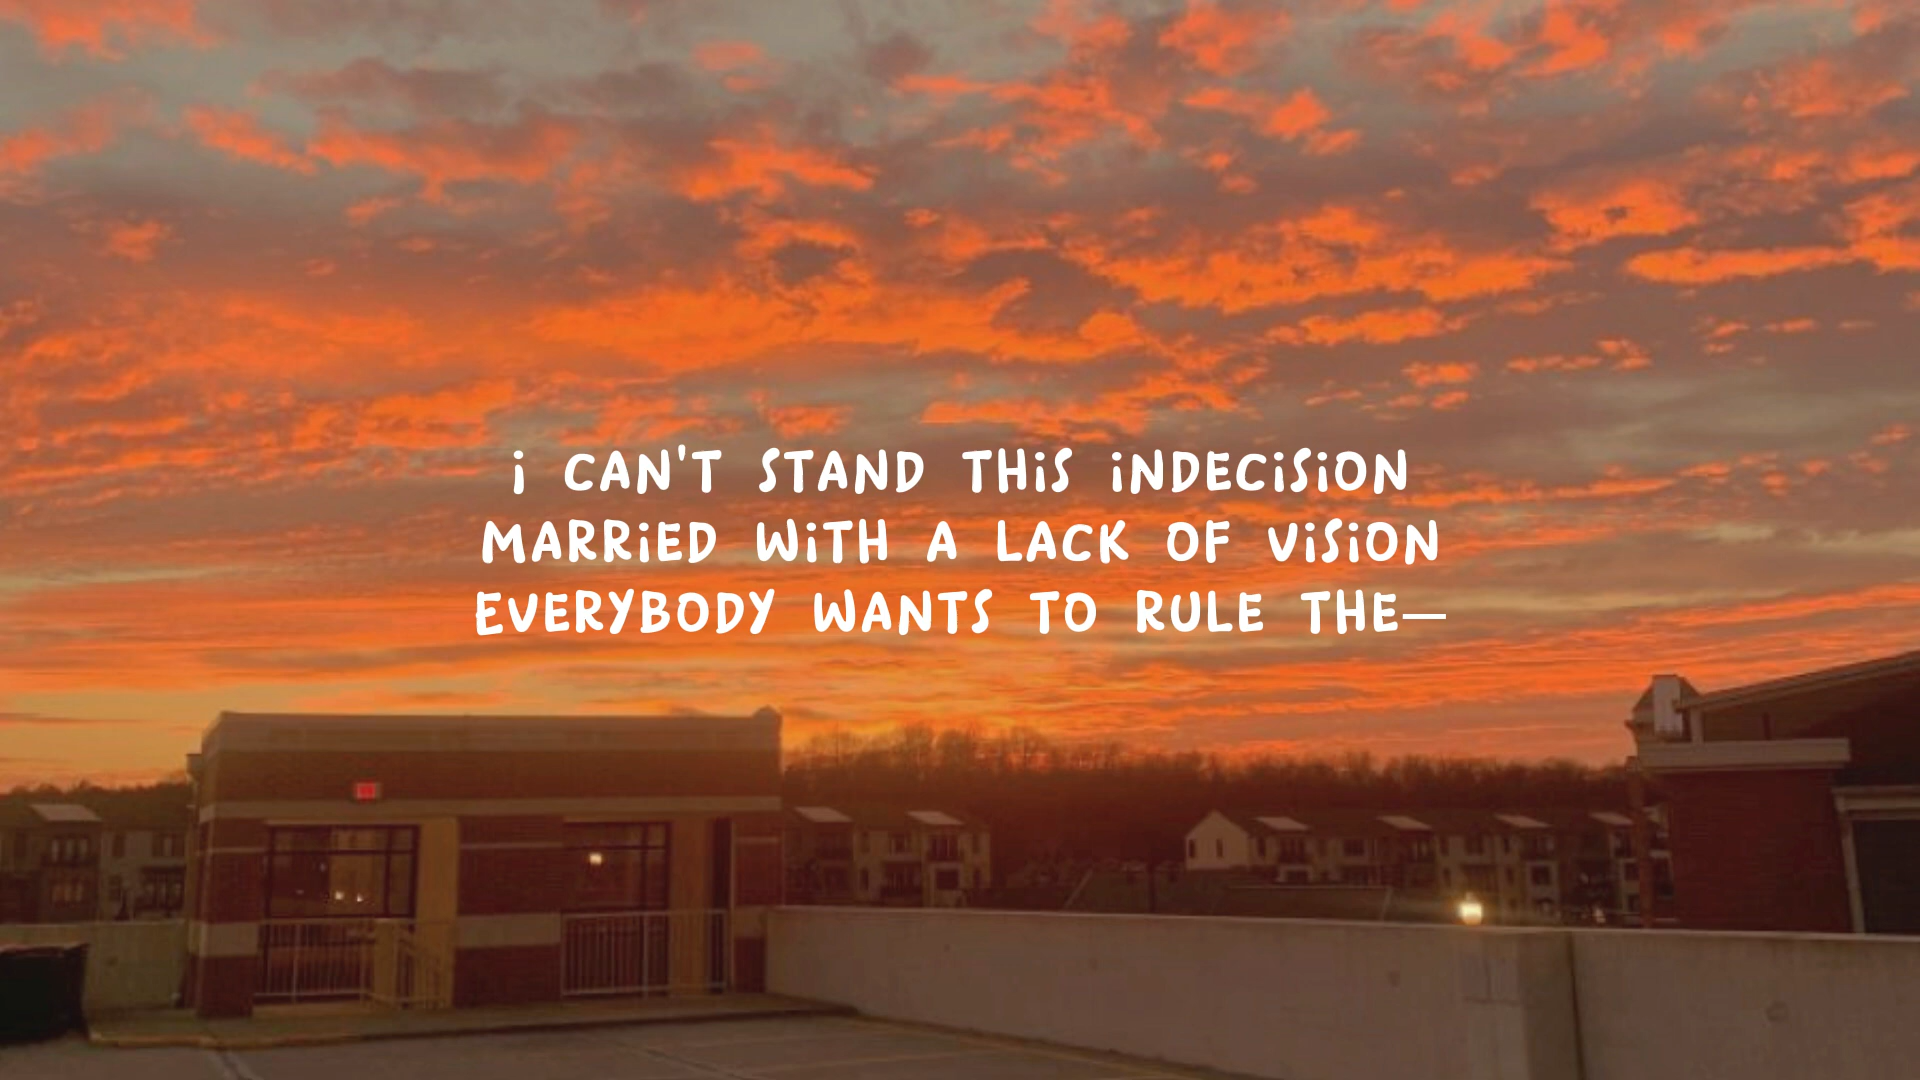 i CAN'T STAND THiS iNDECiSiON
MARRiED WiTH A LACK OF ViSiON
EVERYBODY WANTS TO RULE THE—